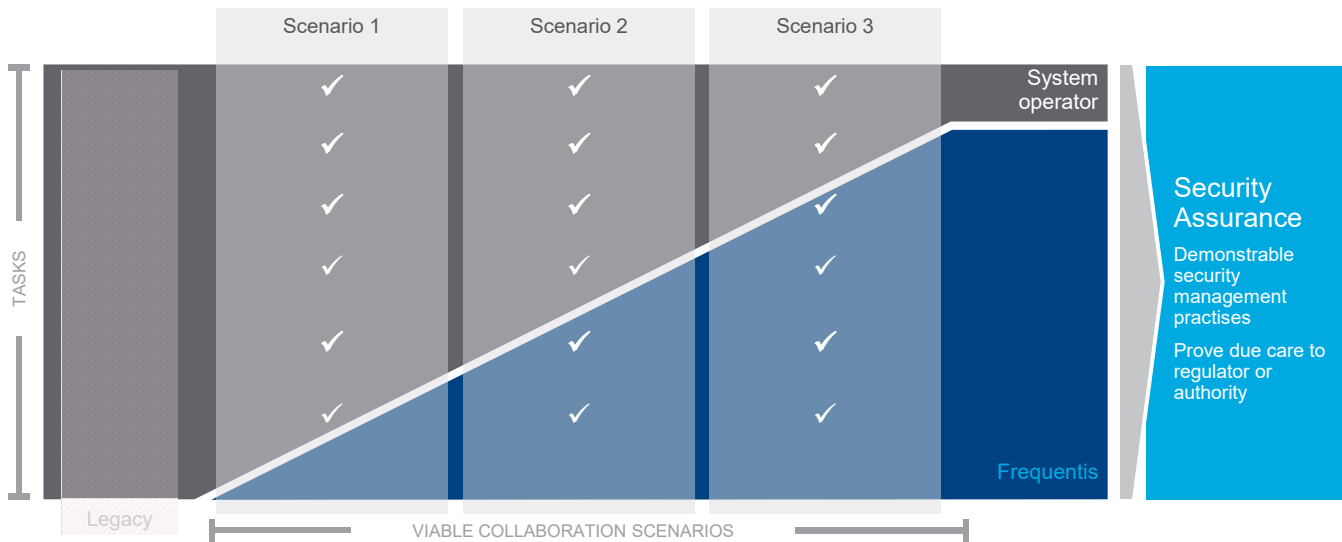 Scenario 1
Scenario 2
Scenario 3
System
operator
TASKS
Security
Assurance
Demonstrable
security
management
practises
Prove due care to
regulator or
authority
Frequentis
Legacy
VIABLE COLLABORATION SCENARIOS